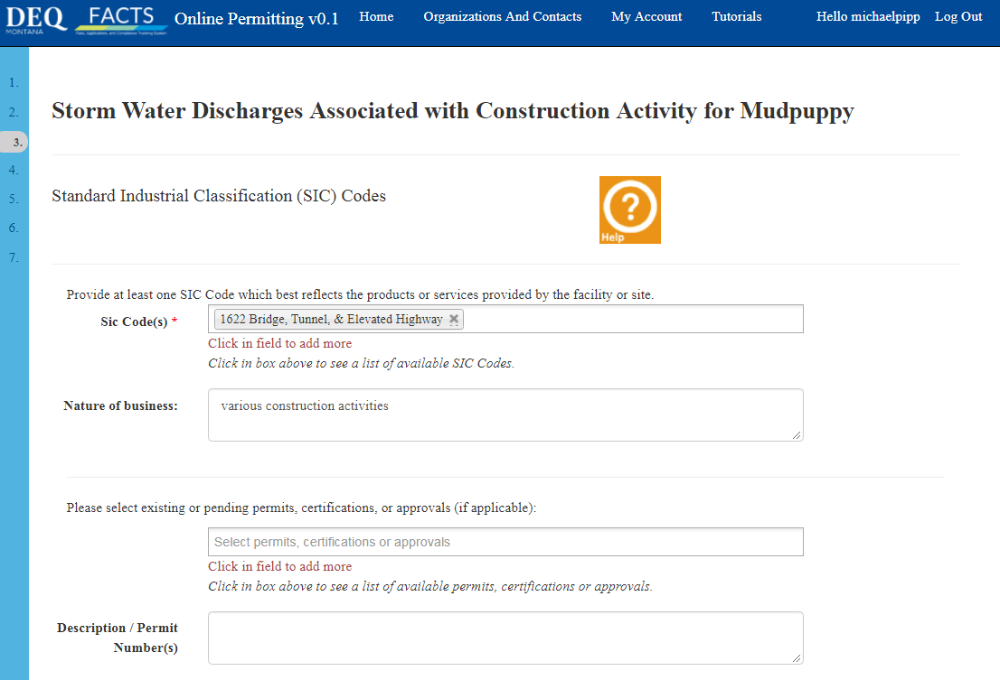 DEQ
MONTANA
FACTS
Fees, Applications, and Compliance Tracking System
Online Permitting v0.1
Home
Organizations And Contacts
My Account
Tutorials
Hello michaelpipp
Log Out
1.
2.
3.
4.
5.
6.
7.
Storm Water Discharges Associated with Construction Activity for Mudpuppy
Standard Industrial Classification (SIC) Codes
?
Help
Provide at least one SIC Code which best reflects the products or services provided by the facility or site.
Sic Code(s) *
1622 Bridge, Tunnel, & Elevated Highway
Click in field to add more
Click in box above to see a list of available SIC Codes.
Nature of business:
various construction activities
Please select existing or pending permits, certifications, or approvals (if applicable):
Select permits, certifications or approvals
Click in field to add more
Click in box above to see a list of available permits, certifications or approvals.
Description / Permit
Number(s)